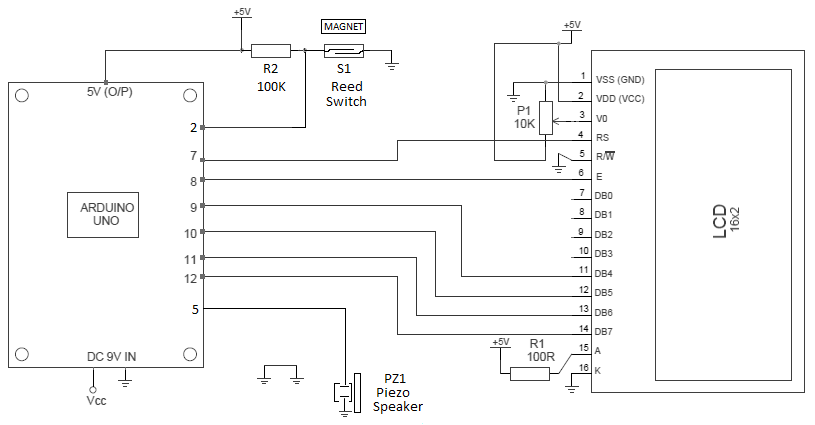 +5V
MAGNET
+5V
R2
100K
S1
Reed
Switch
5V (O/P)
2
7
8
9
10
11
12
5
ARDUINO
UNO
DC 9V IN
Vcc
PZ1
Piezo
Speaker
P1
10K
1 VSS (GND)
2 VDD (VCC)
3 V0
4 RS
5 R/W
6 E
7 DB0
8 DB1
9 DB2
10 DB3
11 DB4
12 DB5
13 DB6
14 DB7
15 A
16 K
+5V
R1
100R
LCD
16x2